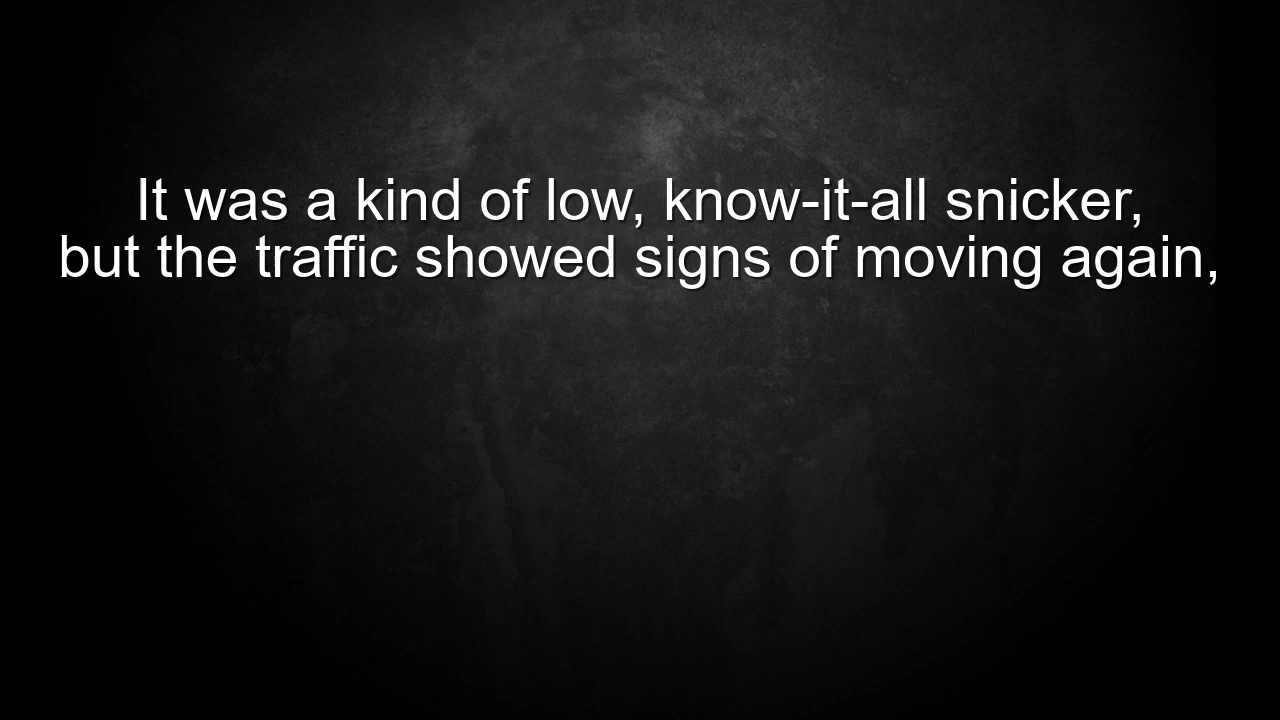 It was a kind of low, know-it-all snicker,
but the traffic showed signs of moving again,